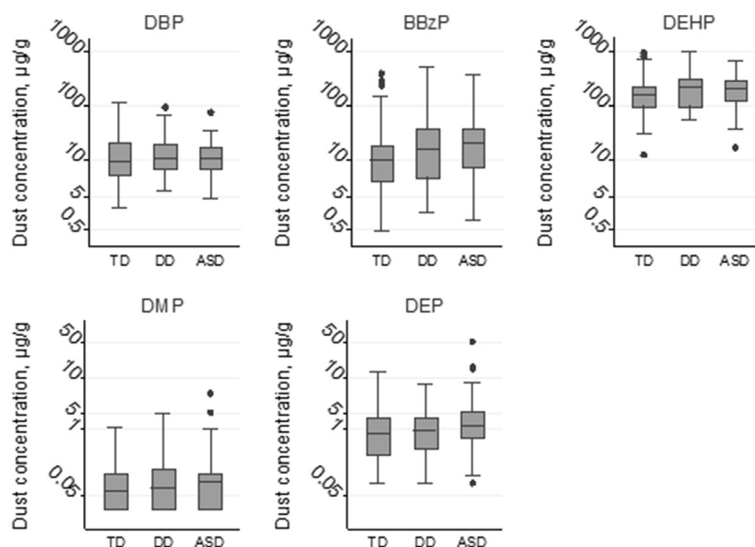 DBP
Dust concentration, µg/g
1000
100
10
5
0.5
TD DD ASD
BBzP
Dust concentration, µg/g
1000
100
10
5
0.5
TD DD ASD
DEHP
Dust concentration, µg/g
1000
100
10
5
0.5
TD DD ASD
DMP
Dust concentration, µg/g
50
10
5
1
0.05
TD DD ASD
DEP
Dust concentration, µg/g
50
10
5
1
0.05
TD DD ASD